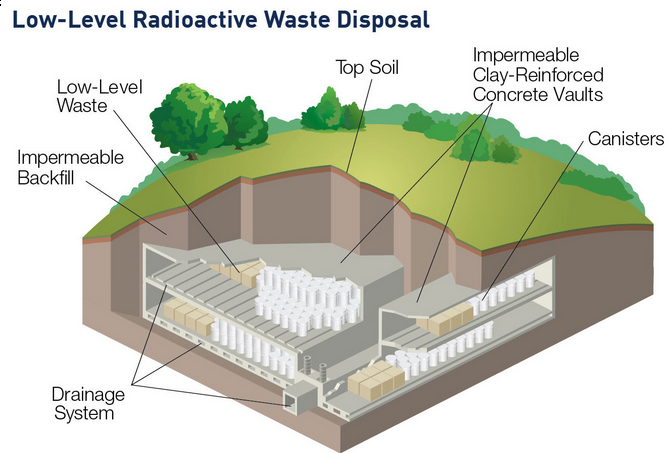 Low-Level Radioactive Waste Disposal
Impermeable
Clay-Reinforced
Concrete Vaults
Top Soil
Low-Level
Waste
Canisters
Impermeable
Backfill
Drainage
System